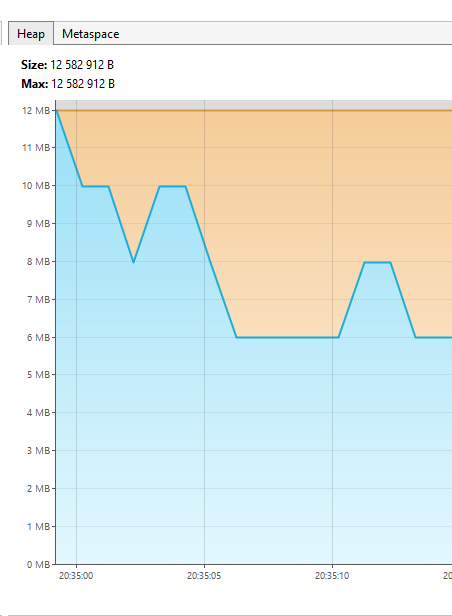 Heap Metaspace
Size: 12 582 912 B
Max: 12 582 912 B
12 MB
11 MB
10 MB
9 MB
8 MB
7 MB
6 MB
5 MB
4 MB
3 MB
2 MB
1 MB
0 MB
20:35:00 20:35:05 20:35:10 20